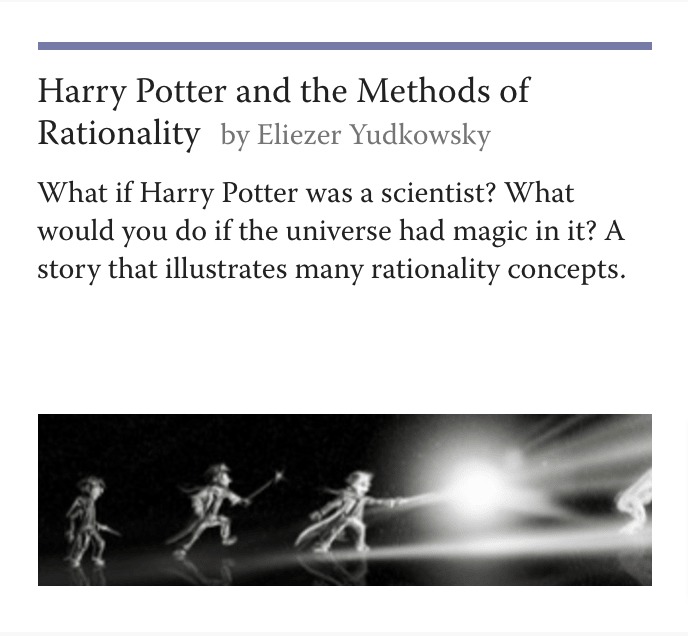 Harry Potter and the Methods of
Rationality by Eliezer Yudkowsky
What if Harry Potter was a scientist? What
would you do if the universe had magic in it? A
story that illustrates many rationality concepts.